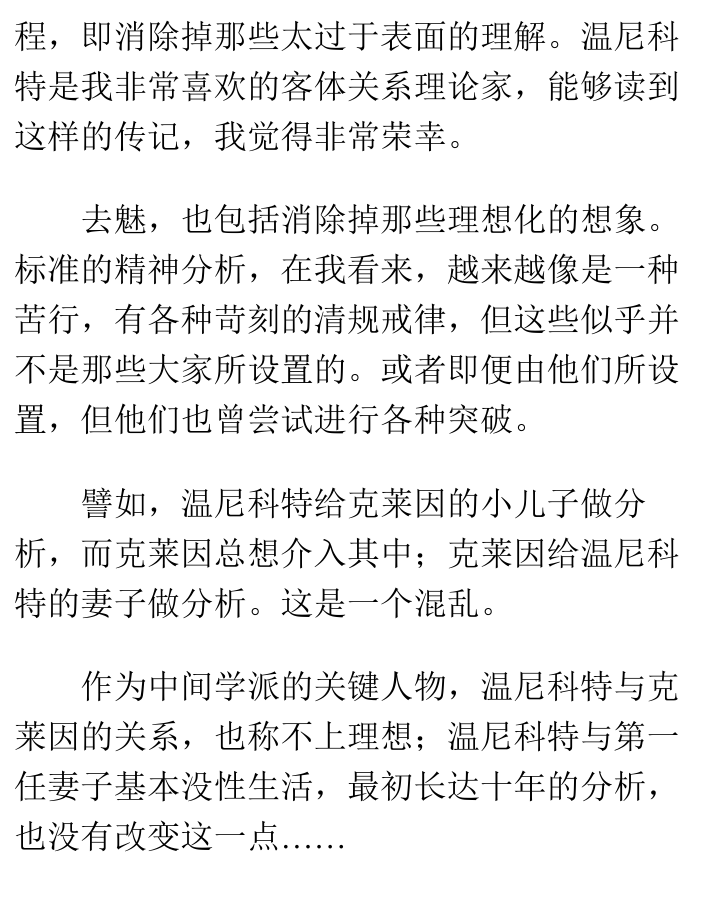 程，即消除掉那些太过于表面的理解。温尼科
特是我非常喜欢的客体关系理论家，能够读到
这样的传记，我觉得非常荣幸。
去魅，也包括消除掉那些理想化的想象。
标准的精神分析，在我看来，越来越像是一种
苦行，有各种苛刻的清规戒律，但这些似乎并
不是那些大家所设置的。或者即便由他们所设
置，但他们也曾尝试进行各种突破。
譬如，温尼科特给克莱因的小儿子做分
析，而克莱因总想介入其中；克莱因给温尼科
特的妻子做分析。这是一个混乱。
作为中间学派的关键人物，温尼科特与克
莱因的关系，也称不上理想；温尼科特与第一
任妻子基本没性生活，最初长达十年的分析，
也没有改变这一点……